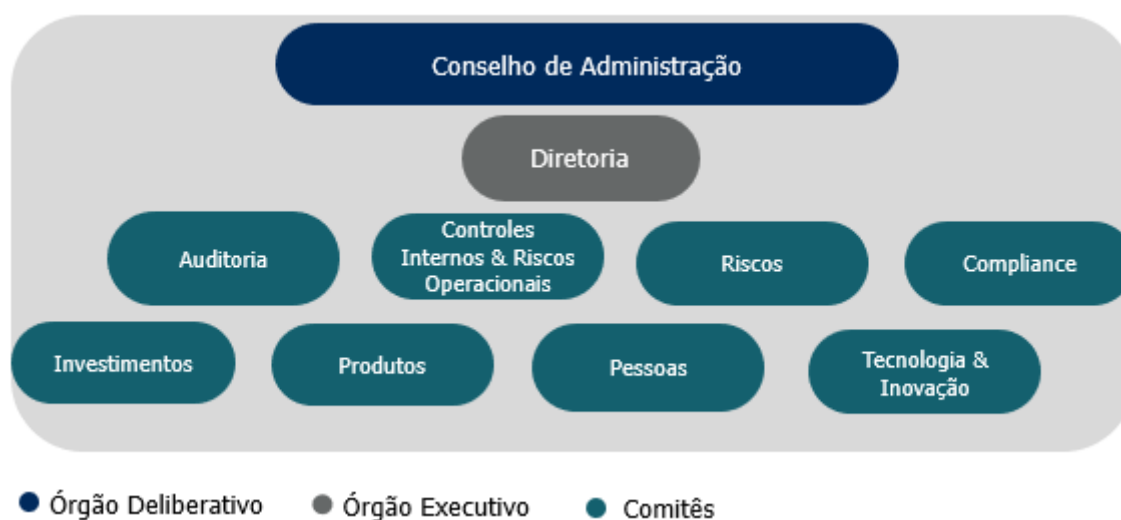 Conselho de Administração
Diretoria
Auditoria
Controles
Internos & Riscos
Operacionais
Riscos
Compliance
Investimentos
Produtos
Pessoas
Tecnologia &
Inovação
Órgão Deliberativo
Órgão Executivo
Comitês